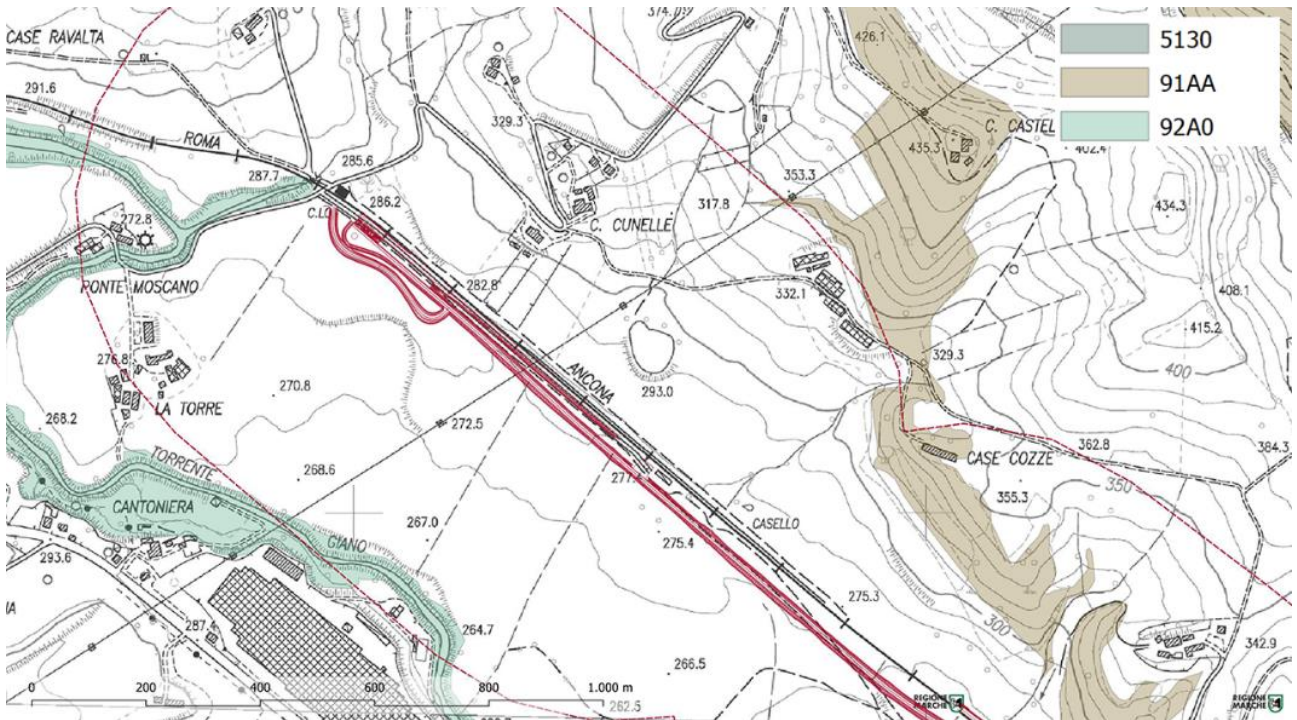 CASE RAVALTA
374.0
426.1
5130
91AA
92A0
291.6
ROMA
329.3
C. CASTEL
435.3
402.4
285.6
287.7
353.3
286.2
C.LO
317.8
434.3
272.8
C. CUNELLE
PONTE MOSCANO
282.8
332.1
408.1
415.2
276.8
329.3
ANCONA
293.0
270.8
400
LA TORRE
268.2
272.5
362.8
384.3
TORRENTE
268.6
277.
CASE COZZE
350
355.3
CANTONIERA
267.0
CASELLO
GIANO
275.4
293.6
275.3
300
287.4
264.7
342.9
266.5
0
200
400
600
800
1.000 m
262.5
REGIONE
MARCHE
REGIONE
MARCHE